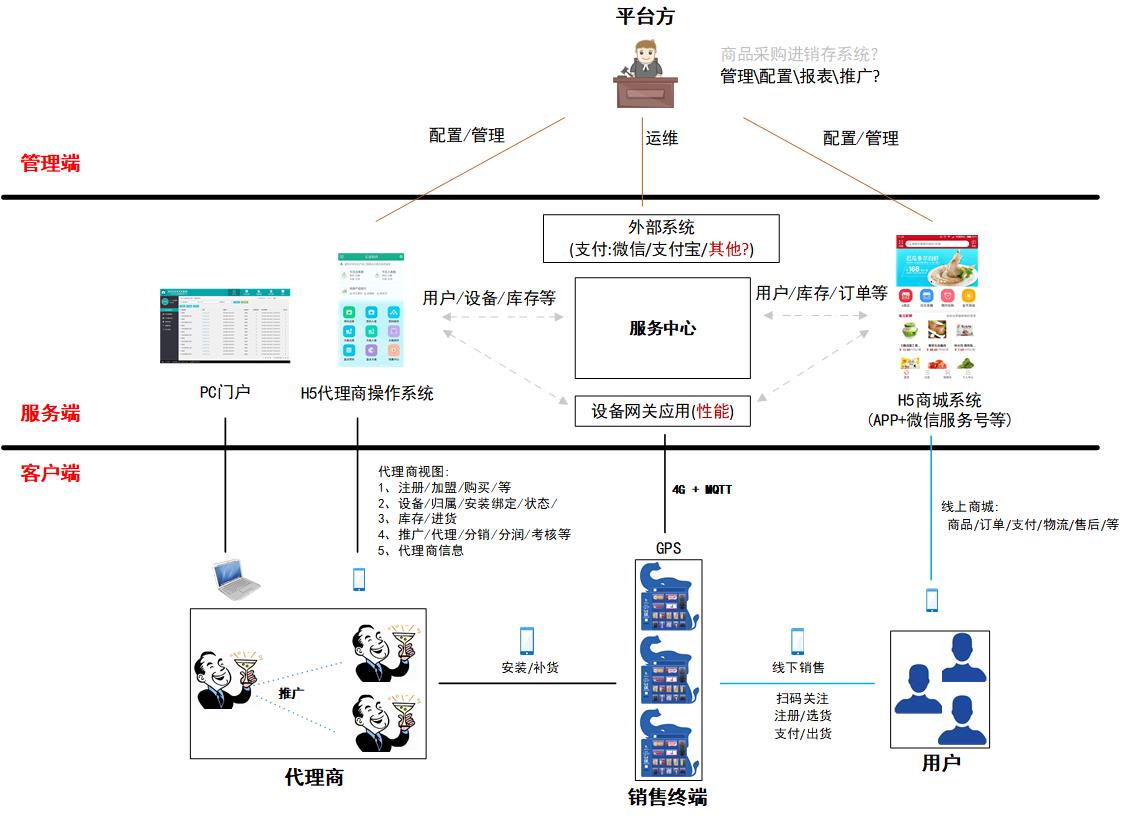 平台方
商品采购进销存系统?
管理\配置\报表\推广?
配置/管理
运维
配置/管理
管理端
外部系统
(支付:微信/支付宝/其他?)
用户/设备/库存等
服务中心
用户/库存/订单等
PC门户
H5代理商操作系统
设备网关应用(性能)
H5商城系统
(APP+微信服务号等)
服务端
客户端
代理商视图:
1、注册/加盟/购买/等
2、设备/归属/安装绑定/状态/
3、库存/进货
4、推广/代理/分销/分润/考核等
5、代理商信息
4G + MQTT
线上商城:
商品/订单/支付/物流/售后/等
GPS
安装/补货
线下销售
推广
扫码关注
注册/选货
支付/出货
代理商
销售终端
用户